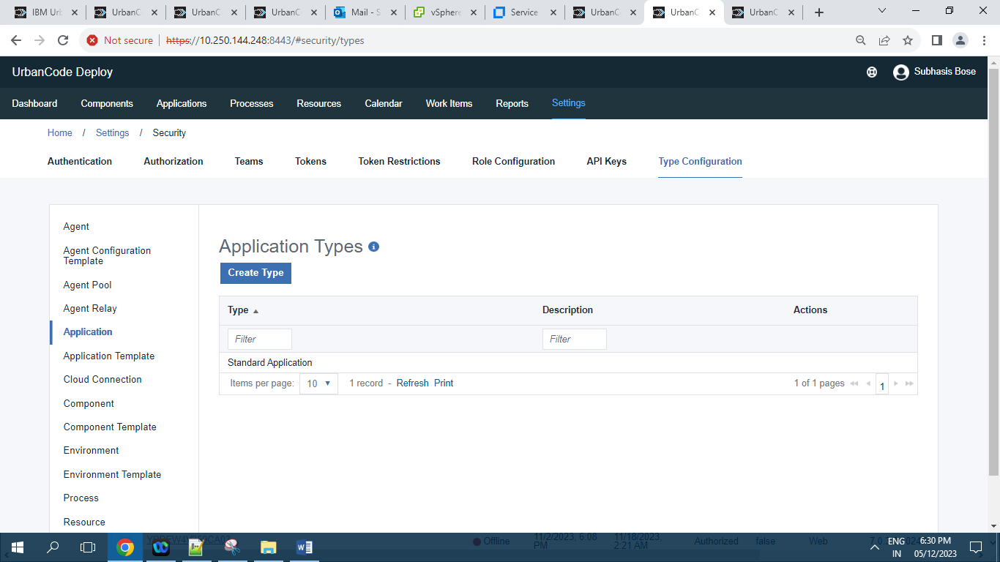 IBM Url
UrbanC
UrbanC
UrbanC
Mail - S
vSphere
Service
UrbanC
UrbanC
UrbanC
Not secure https://10.250.144.248:8443/#security/types
UrbanCode Deploy
Subhasis Bose
Dashboard Components Applications Processes Resources Calendar Work Items Reports Settings
Home / Settings / Security
Authentication Authorization Teams Tokens Token Restrictions Role Configuration API Keys Type Configuration
Agent
Agent Configuration
Template
Agent Pool
Agent Relay
Application
Application Template
Cloud Connection
Component
Component Template
Environment
Environment Template
Process
Resource
Application Types
Create Type
Type Description Actions
Filter Filter
Standard Application
Items per page: 10 1 record - Refresh Print 1 of 1 pages 1
Offline 11/2/2023, 6:08 PM 11/18/2023, 2:21 AM Authorized false Web
ENG 6:30 PM
IN 05/12/2023